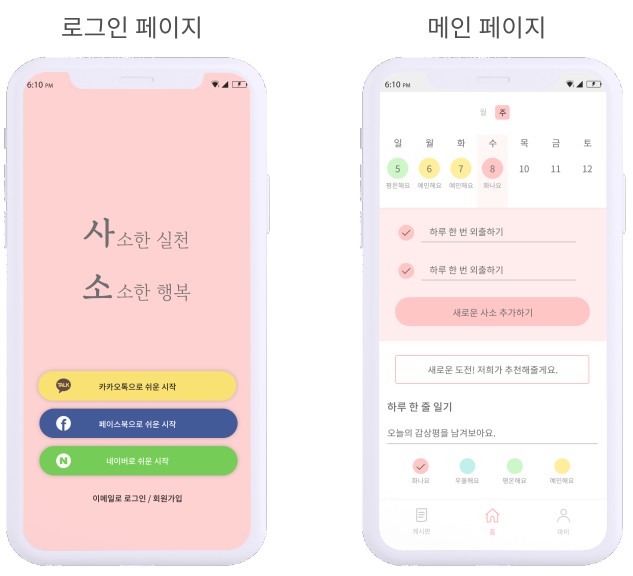 로그인 페이지
6:10 PM
사소한 실천
소소한 행복
TALK 카카오톡으로 쉬운 시작
f 페이스북으로 쉬운 시작
N 네이버로 쉬운 시작
이메일로 로그인 / 회원가입
메인 페이지
6:10 PM
월 주
일 월 화 수 목 금 토
5 6 7 8 10 11 12
평온해요 예민해요 예민해요 화나요
하루 한 번 외출하기
하루 한 번 외출하기
새로운 사소 추가하기
새로운 도전! 저희가 추천해줄게요.
하루 한 줄 일기
오늘의 감상평을 남겨보아요.
화나요 우울해요 평온해요 예민해요
게시판 홈 마이